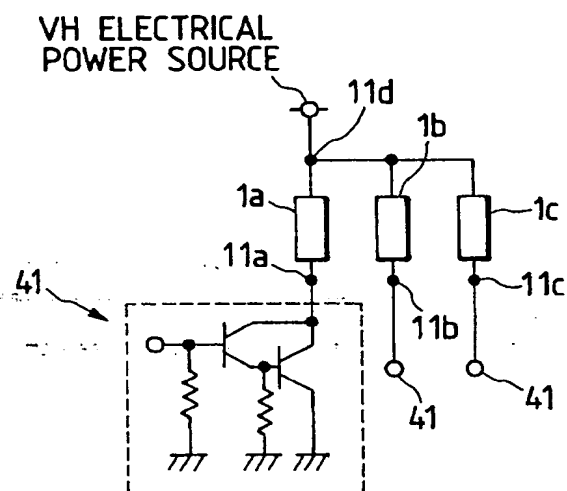 VH ELECTRICAL
POWER SOURCE
11d
1b
1a
1c
11a
11c
41
11b
41
41